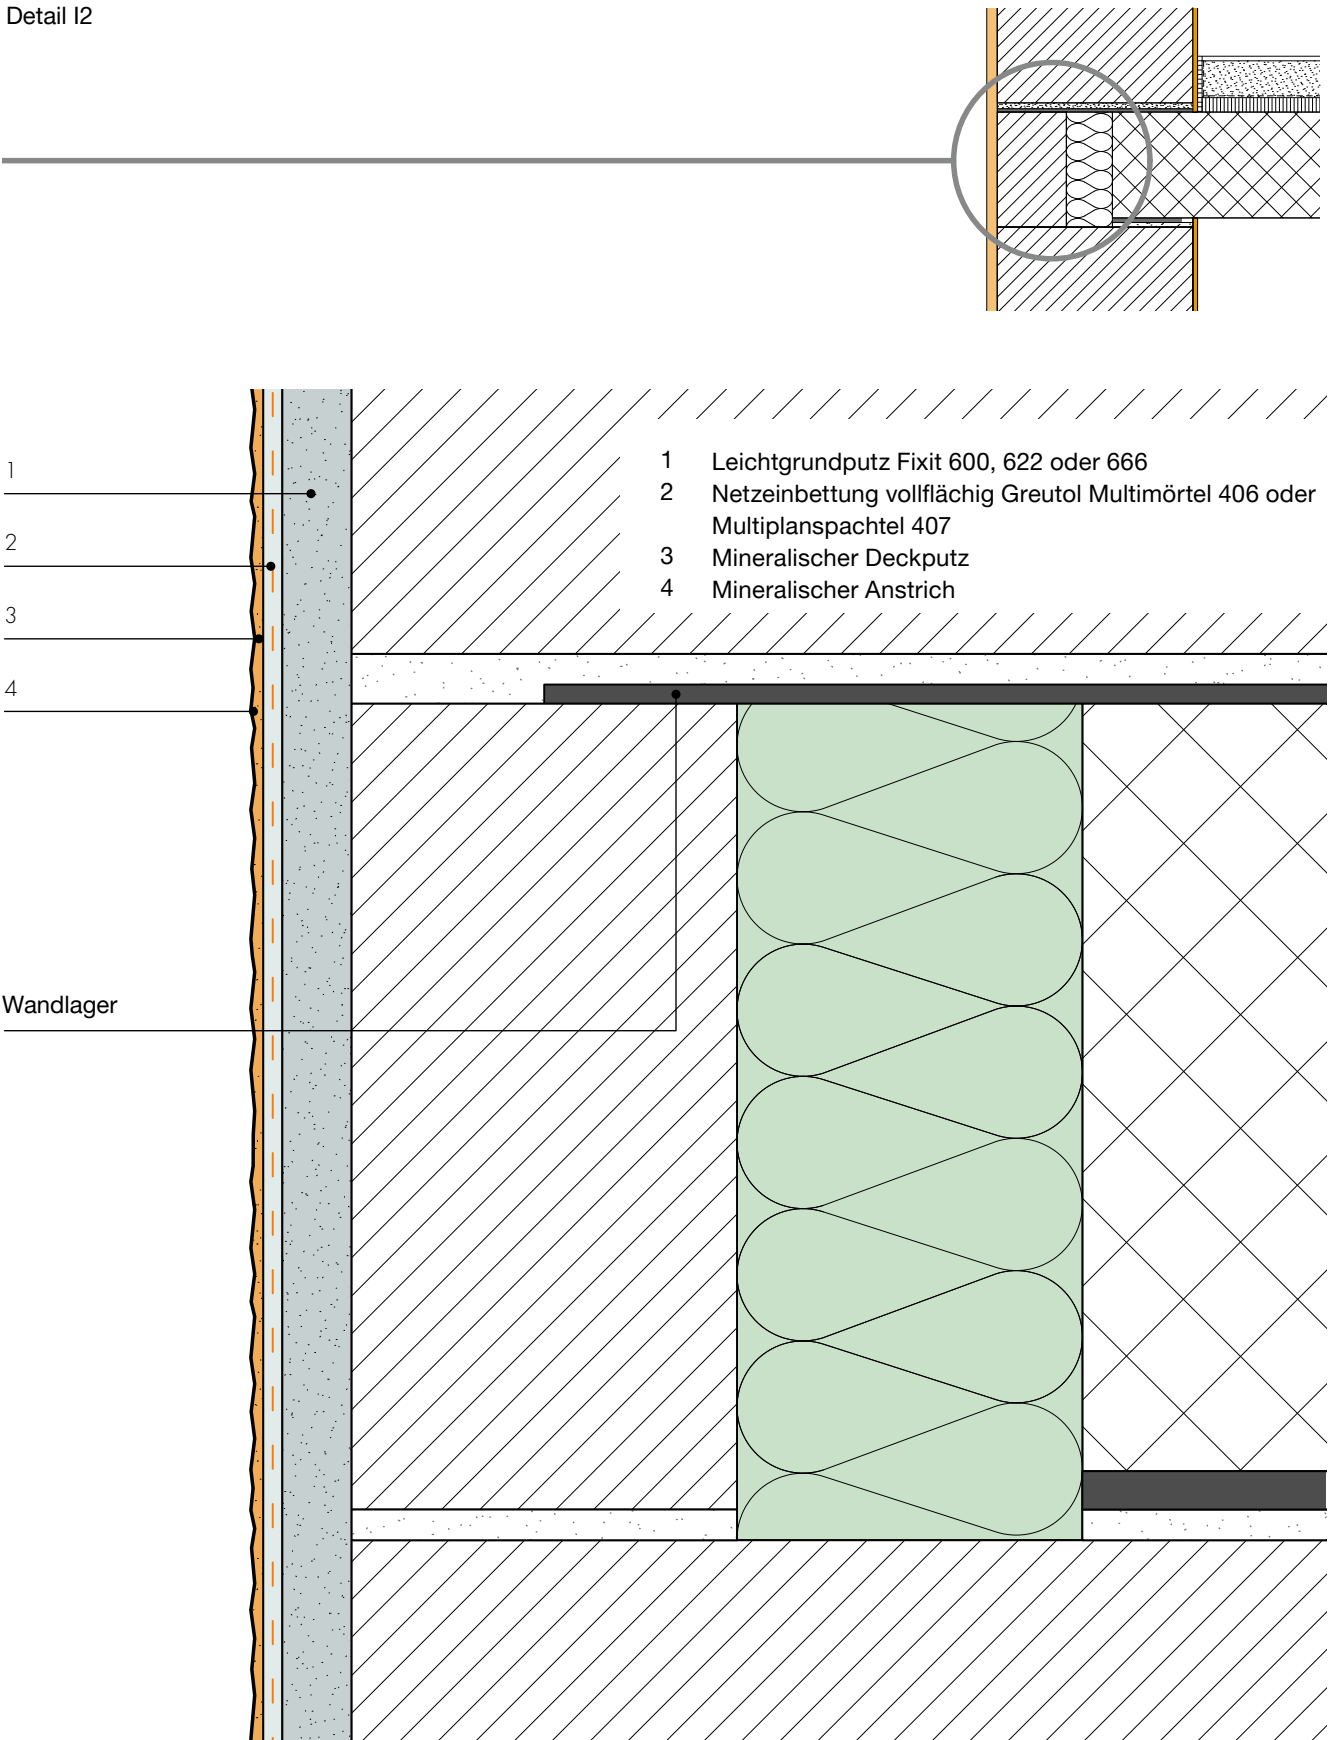 Detail I2
1
2
3
4
1 Leichtgrundputz Fixit 600, 622 oder 666
2 Netzeinbettung vollflächig Greutol Multimörtel 406 oder
Multiplanspachtel 407
3 Mineralischer Deckputz
4 Mineralischer Anstrich
Wandlager